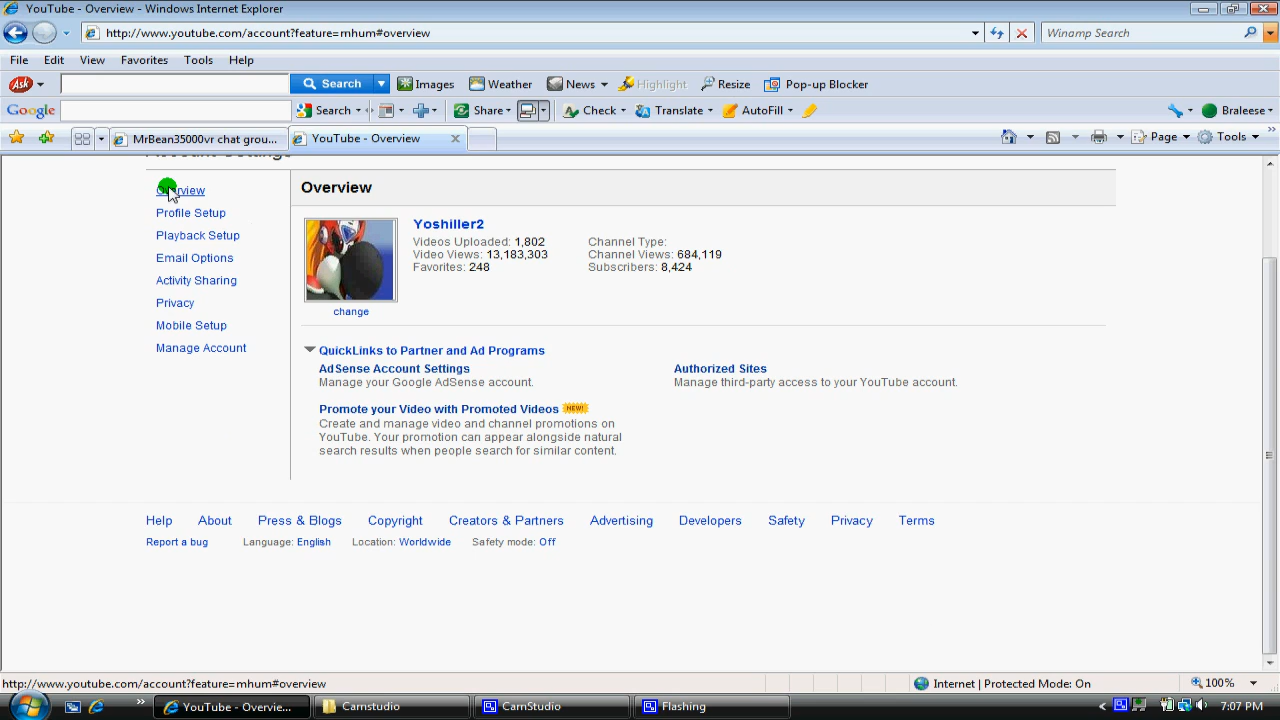 YouTube - Overview - Windows Internet Explorer
http://www.youtube.com/account?feature=mhum#overview
Winamp Search
File Edit View Favorites Tools Help
Ask Search Images Weather News Highlight Resize Pop-up Blocker
Google Search Share Check Translate AutoFill Braleese
MrBean35000vr chat grou... YouTube - Overview Page Tools
Account Settings
Overview
Profile Setup
Playback Setup
Email Options
Activity Sharing
Privacy
Mobile Setup
Manage Account
Overview
Yoshiller2
Videos Uploaded: 1,802
Video Views: 13,183,303
Favorites: 248
Channel Type:
Channel Views: 684,119
Subscribers: 8,424
change
QuickLinks to Partner and Ad Programs
AdSense Account Settings
Manage your Google AdSense account.
Authorized Sites
Manage third-party access to your YouTube account.
Promote your Video with Promoted Videos NEW!
Create and manage video and channel promotions on
YouTube. Your promotion can appear alongside natural
search results when people search for similar content.
Help About Press & Blogs Copyright Creators & Partners Advertising Developers Safety Privacy Terms
Report a bug Language: English Location: Worldwide Safety mode: Off
http://www.youtube.com/account?feature=mhum#overview
Internet | Protected Mode: On
100%
YouTube - Overvie... Camstudio CamStudio Flashing 7:07 PM